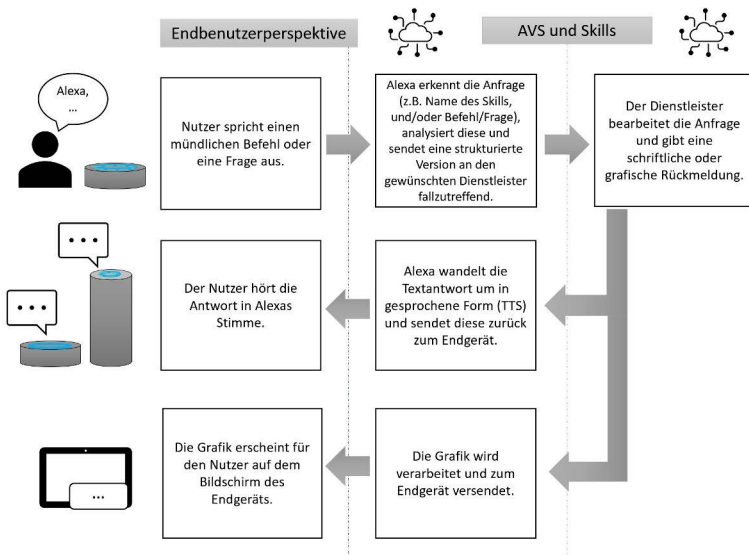 Endbenutzerperspektive
AVS und Skills
Alexa,
...
Nutzer spricht einen
mündlichen Befehl oder
eine Frage aus.
Alexa erkennt die Anfrage
(z.B. Name des Skills,
und/oder Befehl/Frage),
analysiert diese und
sendet eine strukturierte
Version an den
gewünschten Dienstleister
fallzutreffend.
Der Dienstleister
bearbeitet die Anfrage
und gibt eine
schriftliche oder
grafische Rückmeldung.
Der Nutzer hört die
Antwort in Alexas
Stimme.
Alexa wandelt die
Textantwort um in
gesprochene Form (TTS)
und sendet diese zurück
zum Endgerät.
...
Die Grafik erscheint für
den Nutzer auf dem
Bildschirm des
Endgeräts.
Die Grafik wird
verarbeitet und zum
Endgerät versendet.